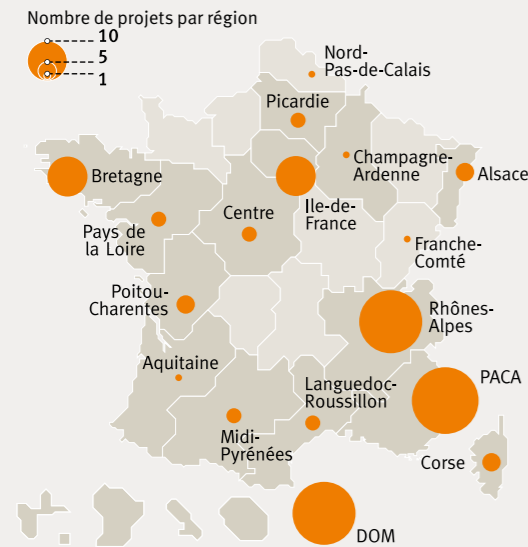 Nombre de projets par région
10
5
1
Nord-
Pas-de-Calais
Picardie
Champagne-
Ardenne
Alsace
Bretagne
Ile-de-
France
Centre
Pays de
la Loire
Franche-
Comté
Poitou-
Charentes
Rhônes-
Alpes
Aquitaine
PACA
Languedoc-
Roussillon
Midi-
Pyrénées
Corse
DOM